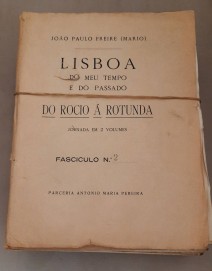 JOÃO PAULO FREIRE (MARIO)
LISBOA
DO MEU TEMPO
E DO PASSADO
DO ROCIO Á ROTUNDA
(OBRADA EM 2 VOLUMES
FASCICULO N.º 2
PARCERIA ANTONIO MARIA PEREIRA